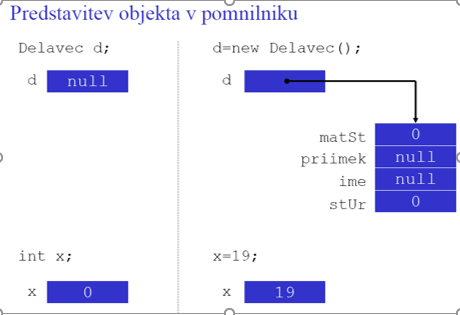 Predstavitev objekta v pomnilniku
Delavec d;
d null
int x;
x 0
d=new Delavec();
d
matSt 0
priimek null
ime null
stUr 0
x=19;
x 19